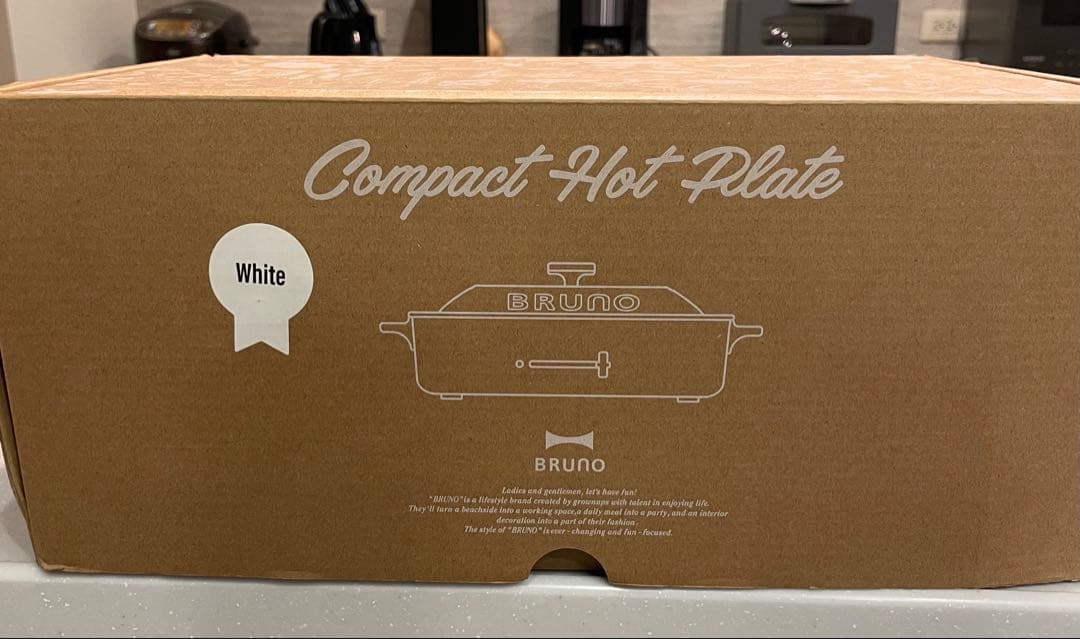 Compact Hot Plate
White
BRUNO
BRUNO
Ladies and gentlemen, let's have fun!
"BRUNO" is a lifestyle brand created by grownups with talent in enjoying life.
They'll turn a beachside into a working space, a daily meal into a party, and an interior
decoration into a part of their fashion.
The style of "BRUNO" is ever-changing and fun-focused.